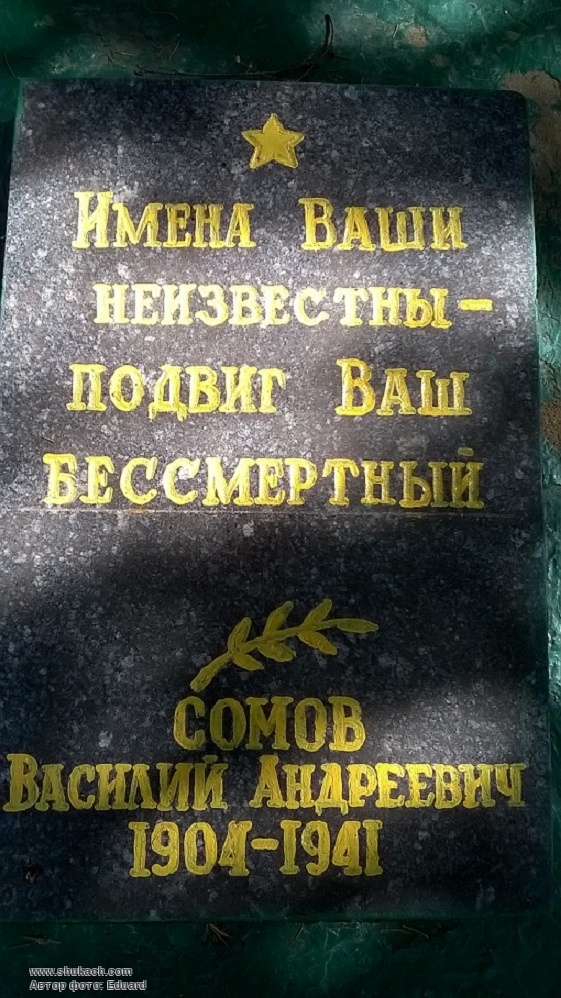 Имена Ваши
неизвестны –
подвиг Ваш
бессмертный
СОМОВ
Василий Андреевич
1904-1941
www.shukach.com
Автор фото: Eduard